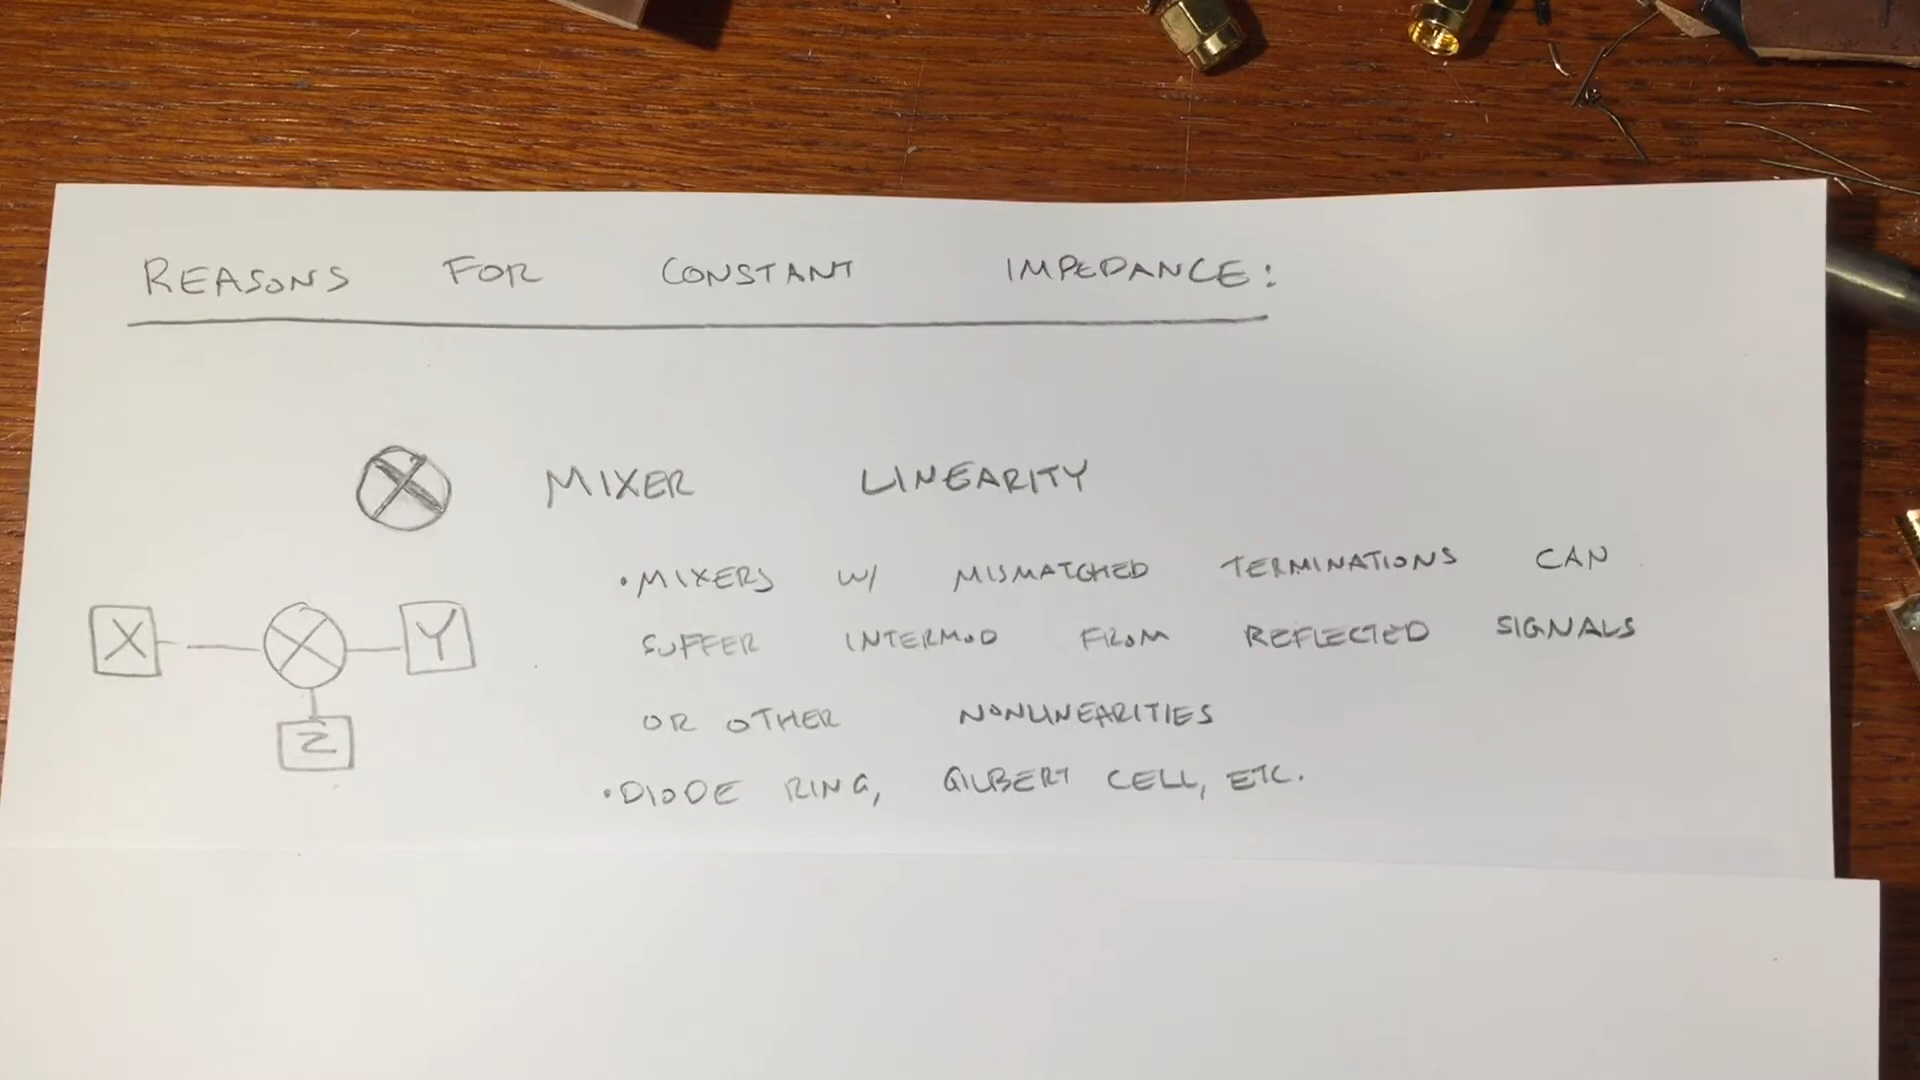 REASONS FOR CONSTANT IMPEDANCE:
MIXER LINEARITY
•MIXERS W/ MISMATCHED TERMINATIONS CAN
SUFFER INTERMOD FROM REFLECTED SIGNALS
OR OTHER NONLINEARITIES
•DIODE RING, GILBERT CELL, ETC.
X Y
Z